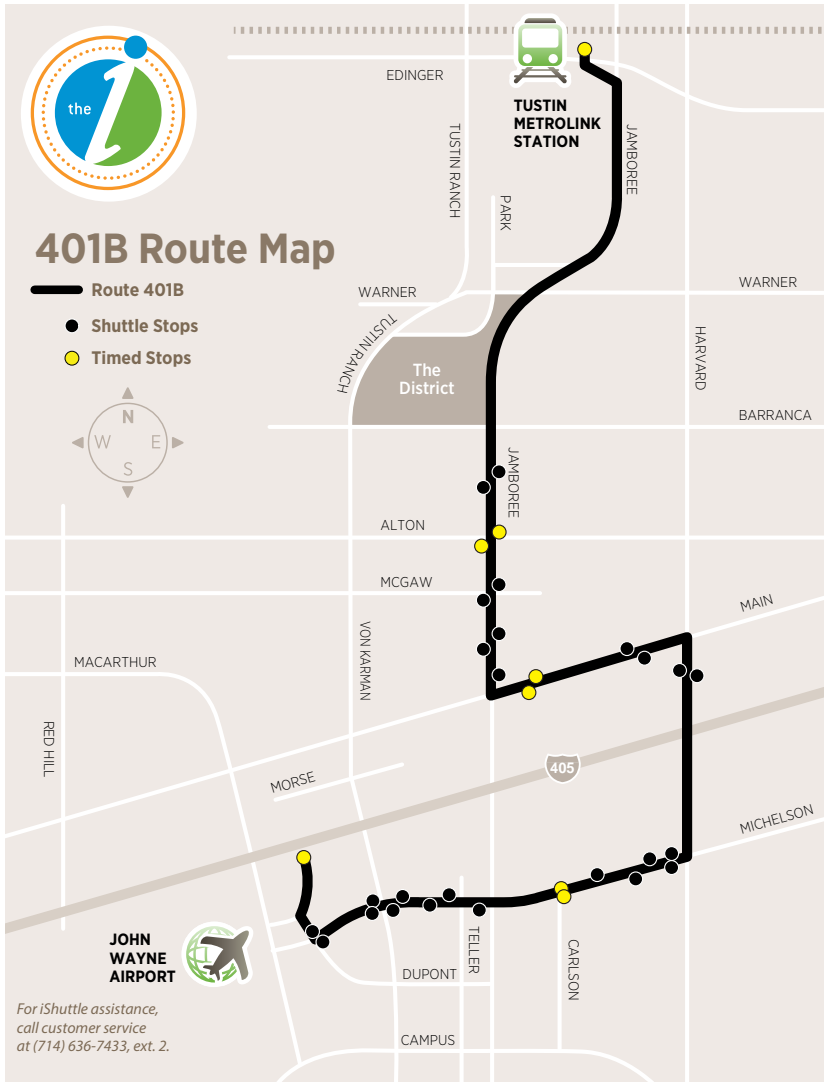 the i
EDINGER
TUSTIN
METROLINK
STATION
TUSTIN RANCH
JAMBOREE
PARK
401B Route Map
Route 401B
Shuttle Stops
Timed Stops
WARNER
WARNER
TUSTIN RANCH
The
District
HARVARD
N
W E
S
BARRANCA
JAMBOREE
ALTON
MCGAW
MAIN
VON KARMAN
MACARTHUR
RED HILL
405
MORSE
MICHELSON
JOHN
WAYNE
AIRPORT
TELLER
CARLSON
DUPONT
For iShuttle assistance,
call customer service
at (714) 636-7433, ext. 2.
CAMPUS